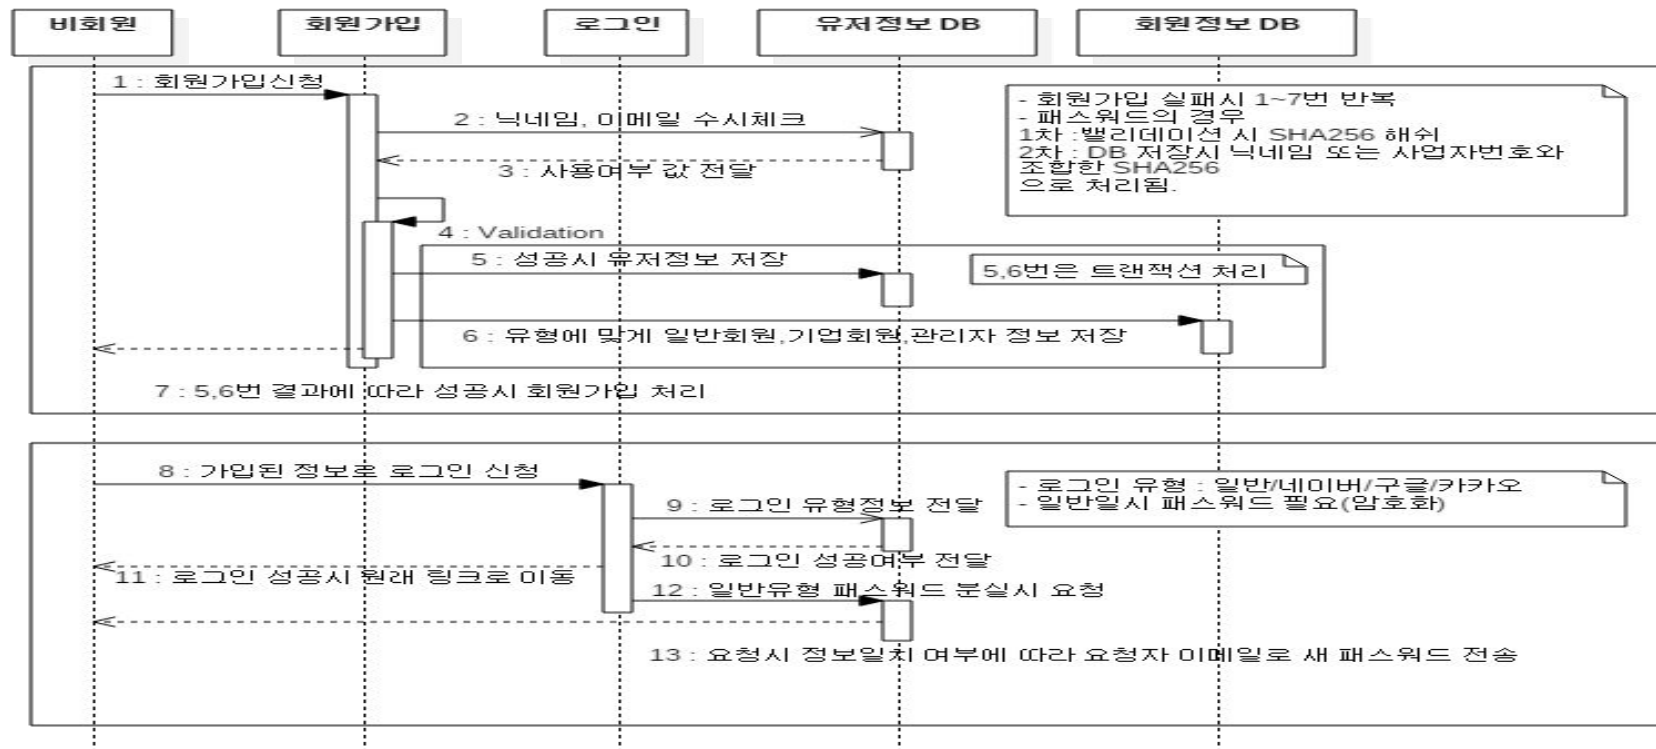 비회원
회원가입
로그인
유저정보 DB
회원정보 DB
1 : 회원가입신청
- 회원가입 실패시 1~7번 반복
- 패스워드의 경우
1차 :밸리데이션 시 SHA256 해쉬
2차 : DB 저장시 닉네임 또는 사업자번호와
조합한 SHA256
으로 처리됨.
2 : 닉네임, 이메일 수시체크
3 : 사용여부 값 전달
4 : Validation
5 : 성공시 유저정보 저장
5,6번은 트랜잭션 처리
6 : 유형에 맞게 일반회원,기업회원,관리자 정보 저장
7 : 5,6번 결과에 따라 성공시 회원가입 처리
8 : 가입된 정보로 로그인 신청
- 로그인 유형 : 일반/네이버/구글/카카오
- 일반일시 패스워드 필요(암호화)
9 : 로그인 유형정보 전달
10 : 로그인 성공여부 전달
11 : 로그인 성공시 원래 링크로 이동
12 : 일반유형 패스워드 분실시 요청
13 : 요청시 정보일치 여부에 따라 요청자 이메일로 새 패스워드 전송